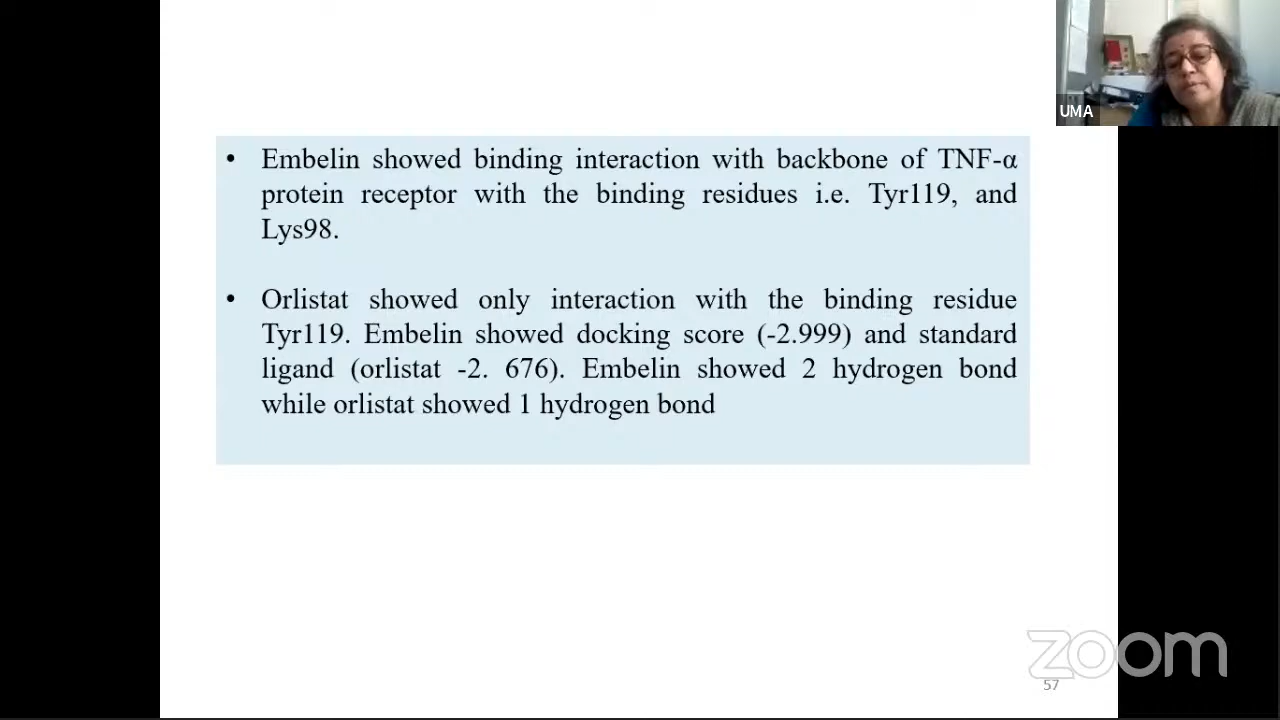 UMA
• Embelin showed binding interaction with backbone of TNF-α
protein receptor with the binding residues i.e. Tyr119, and
Lys98.
• Orlistat showed only interaction with the binding residue
Tyr119. Embelin showed docking score (-2.999) and standard
ligand (orlistat -2. 676). Embelin showed 2 hydrogen bond
while orlistat showed 1 hydrogen bond
zoom
57